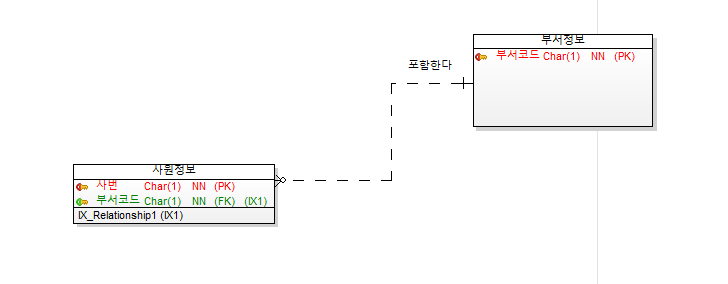 부서정보
부서코드 Char(1) NN (PK)
포함한다
사원정보
사번 Char(1) NN (PK)
부서코드 Char(1) NN (FK) (IX1)
IX_Relationship1 (IX1)